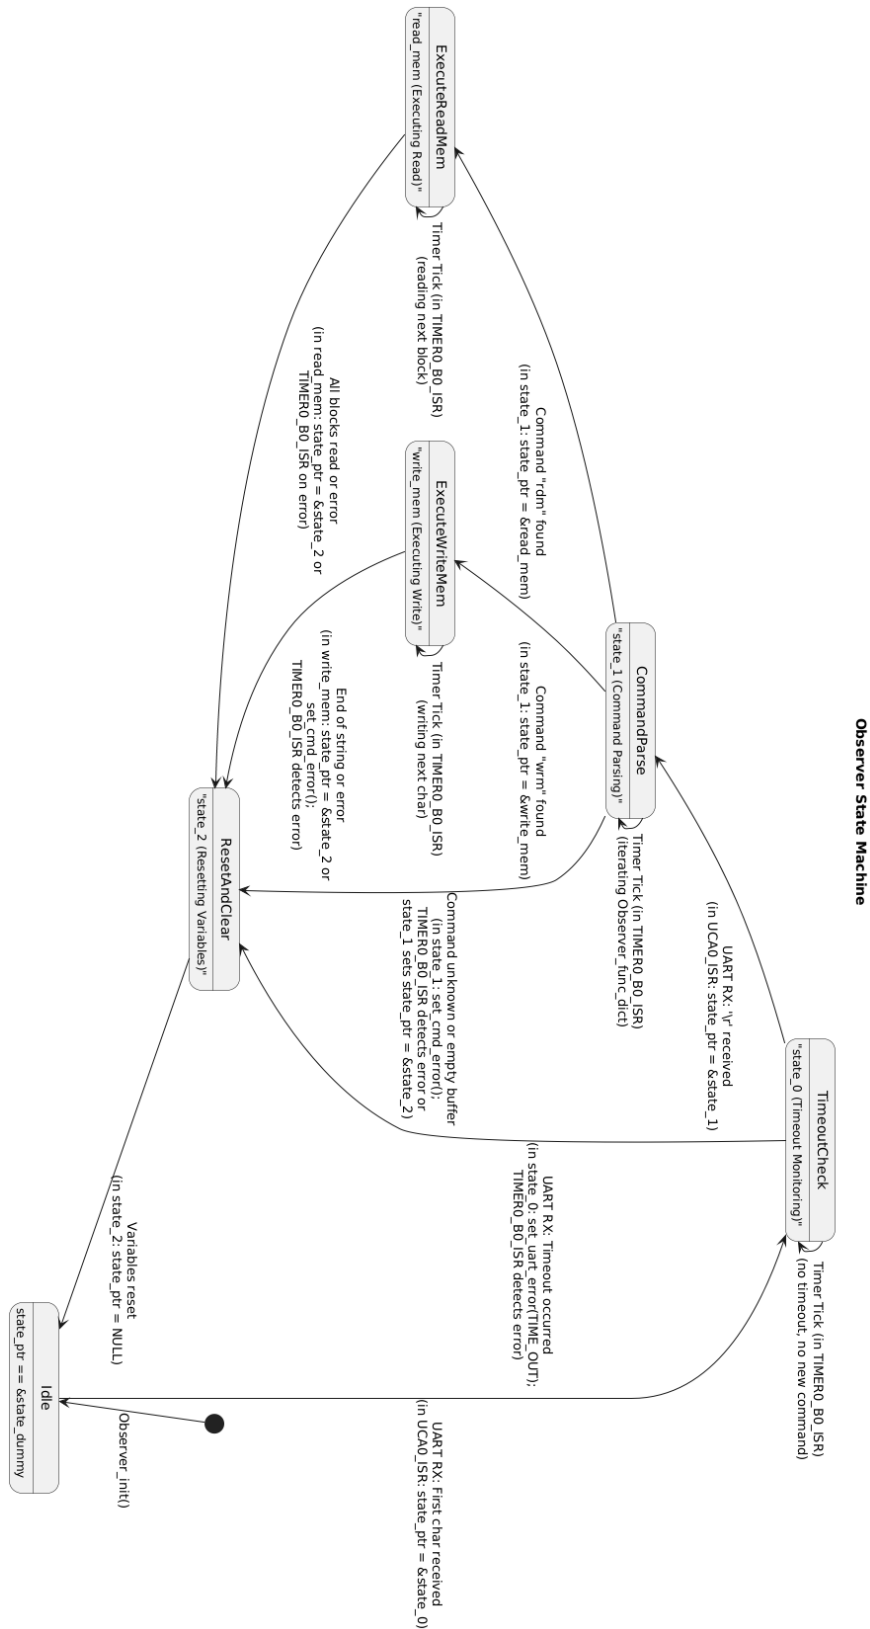 Observer State Machine
Observer_init()
Idle
state_ptr == &state_dummy
UART RX: First char received
(in UCA0_ISR: state_ptr = &state_0)
TimeoutCheck
"state_0 (Timeout Monitoring)"
Timer Tick (in TIMER0_B0_ISR)
(no timeout, no new command)
UART RX: '\r' received
(in UCA0_ISR: state_ptr = &state_1)
UART RX: Timeout occurred
(in state_0: set_uart_error(TIME_OUT);
TIMER0_B0_ISR detects error)
CommandParse
"state_1 (Command Parsing)"
Timer Tick (in TIMER0_B0_ISR)
(iterating Observer_func_dict)
Command "rdm" found
(in state_1: state_ptr = &read_mem)
Command "wrm" found
(in state_1: state_ptr = &write_mem)
Command unknown or empty buffer
(in state_1: set_cmd_error();
TIMER0_B0_ISR detects error or
state_1 sets state_ptr = &state_2)
ExecuteReadMem
"read_mem (Executing Read)"
Timer Tick (in TIMER0_B0_ISR)
(reading next block)
All blocks read or error
(in read_mem: state_ptr = &state_2 or
TIMER0_B0_ISR on error)
ExecuteWriteMem
"write_mem (Executing Write)"
Timer Tick (in TIMER0_B0_ISR)
(writing next char)
End of string or error
(in write_mem: state_ptr = &state_2 or
set_cmd_error();
TIMER0_B0_ISR detects error)
ResetAndClear
"state_2 (Resetting Variables)"
Variables reset
(in state_2: state_ptr = NULL)